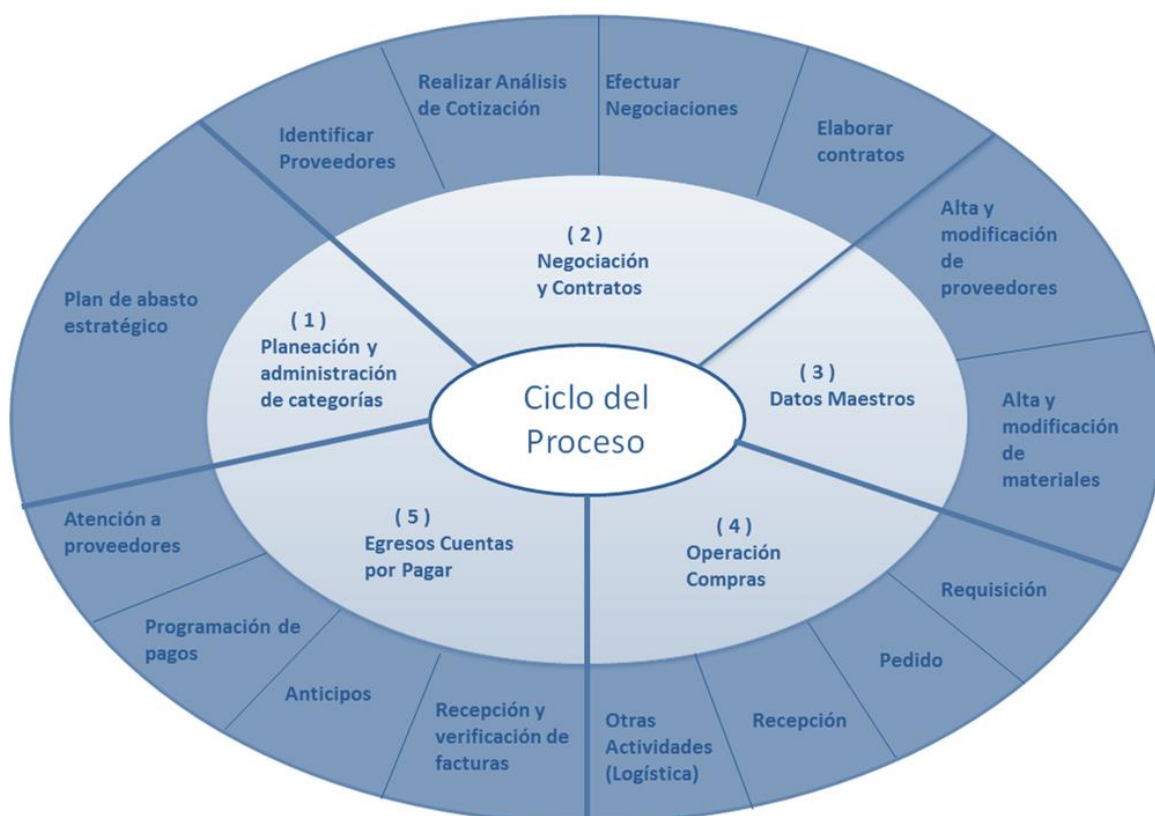 Realizar Análisis
de Cotización
Efectuar
Negociaciones
Identificar
Proveedores
Elaborar
contratos
Alta y
modificación
de
proveedores
Plan de abasto
estratégico
( 2 )
Negociación
y Contratos
( 1 )
Planeación y
administración
de categorías
Ciclo del
Proceso
( 3 )
Datos Maestros
Alta y
modificación
de
materiales
Atención a
proveedores
( 5 )
Egresos Cuentas
por Pagar
( 4 )
Operación
Compras
Requisición
Programación de
pagos
Anticipos
Recepción y
verificación de
facturas
Otras
Actividades
(Logística)
Recepción
Pedido